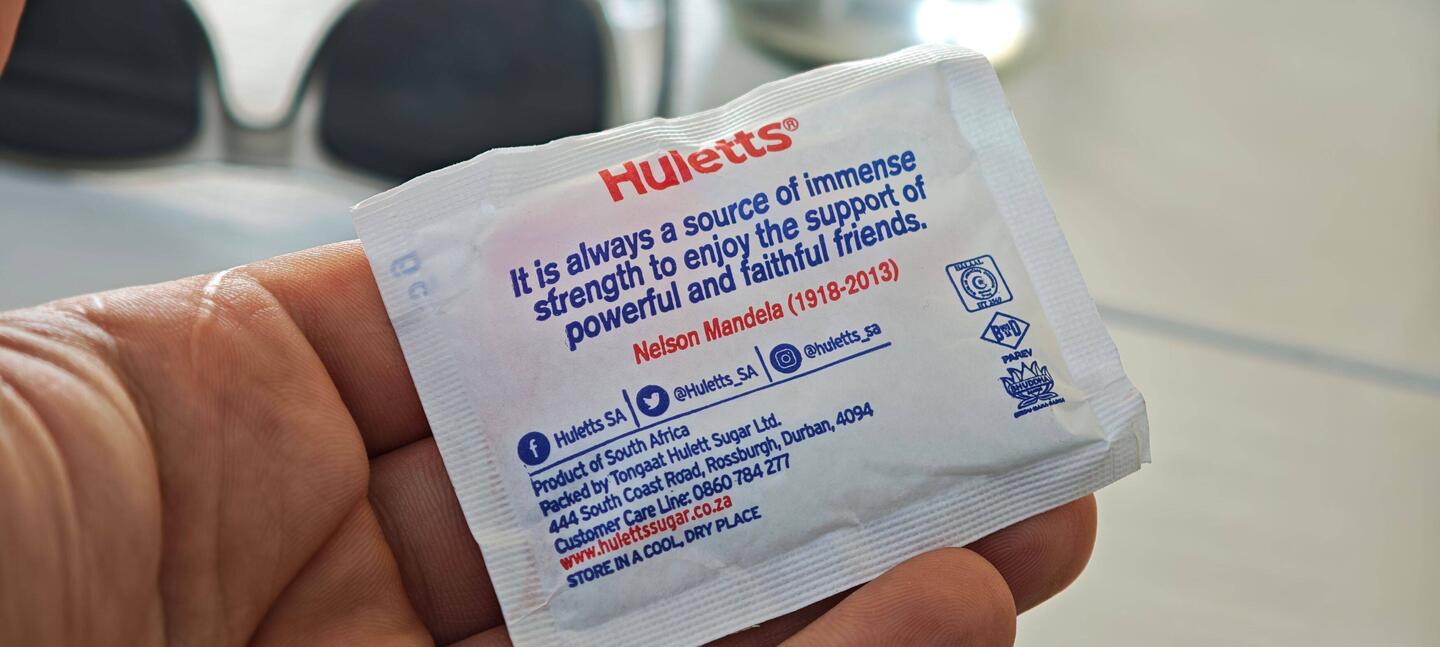 Huletts®
It is always a source of immense
strength to enjoy the support of
powerful and faithful friends.
Nelson Mandela (1918-2013)
Huletts SA | @Huletts_SA | @huletts_sa
Product of South Africa
Packed by Tongaat Hulett Sugar Ltd.
444 South Coast Road, Rossburgh, Durban, 4094
Customer Care Line: 0860 784 277
www.hulettssugar.co.za
STORE IN A COOL, DRY PLACE
PAREV